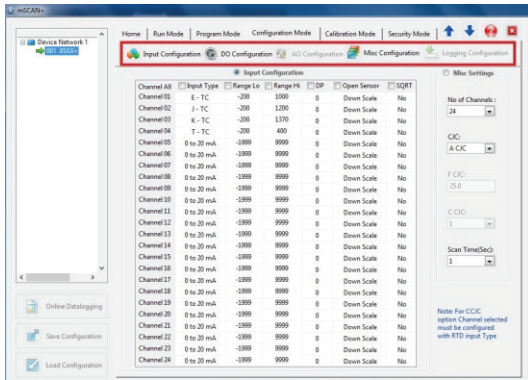 mSCAN+
Home Run Mode Program Mode Configuration Mode Calibration Mode Security Mode
Device Network 1
001 85XX+
Input Configuration DO Configuration AO Configuration Misc Configuration Logging Configuration
Input Configuration
Misc Settings
Channel All Input Type Range Lo Range Hi DP Open Sensor SQRT
Channel 01 E - TC -200 1000 0 Down Scale No
Channel 02 J - TC -200 1200 0 Down Scale No
Channel 03 K - TC -200 1370 0 Down Scale No
Channel 04 T - TC -200 400 0 Down Scale No
Channel 05 0 to 20 mA -1999 9999 0 Down Scale No
Channel 06 0 to 20 mA -1999 9999 0 Down Scale No
Channel 07 0 to 20 mA -1999 9999 0 Down Scale No
Channel 08 0 to 20 mA -1999 9999 0 Down Scale No
Channel 09 0 to 20 mA -1999 9999 0 Down Scale No
Channel 10 0 to 20 mA -1999 9999 0 Down Scale No
Channel 11 0 to 20 mA -1999 9999 0 Down Scale No
Channel 12 0 to 20 mA -1999 9999 0 Down Scale No
Channel 13 0 to 20 mA -1999 9999 0 Down Scale No
Channel 14 0 to 20 mA -1999 9999 0 Down Scale No
Channel 15 0 to 20 mA -1999 9999 0 Down Scale No
Channel 16 0 to 20 mA -1999 9999 0 Down Scale No
Channel 17 0 to 20 mA -1999 9999 0 Down Scale No
Channel 18 0 to 20 mA -1999 9999 0 Down Scale No
Channel 19 0 to 20 mA -1999 9999 0 Down Scale No
Channel 20 0 to 20 mA -1999 9999 0 Down Scale No
Channel 21 0 to 20 mA -1999 9999 0 Down Scale No
Channel 22 0 to 20 mA -1999 9999 0 Down Scale No
Channel 23 0 to 20 mA -1999 9999 0 Down Scale No
Channel 24 0 to 20 mA -1999 9999 0 Down Scale No
No of Channels :
24
CJC:
A CJC
F CJC:
25.0
C CJC:
1
Scan Time(Sec):
1
Note: For CCJC
option Channel selected
must be configured
with RTD input Type
Online Datalogging
Save Configuration
Load Configuration